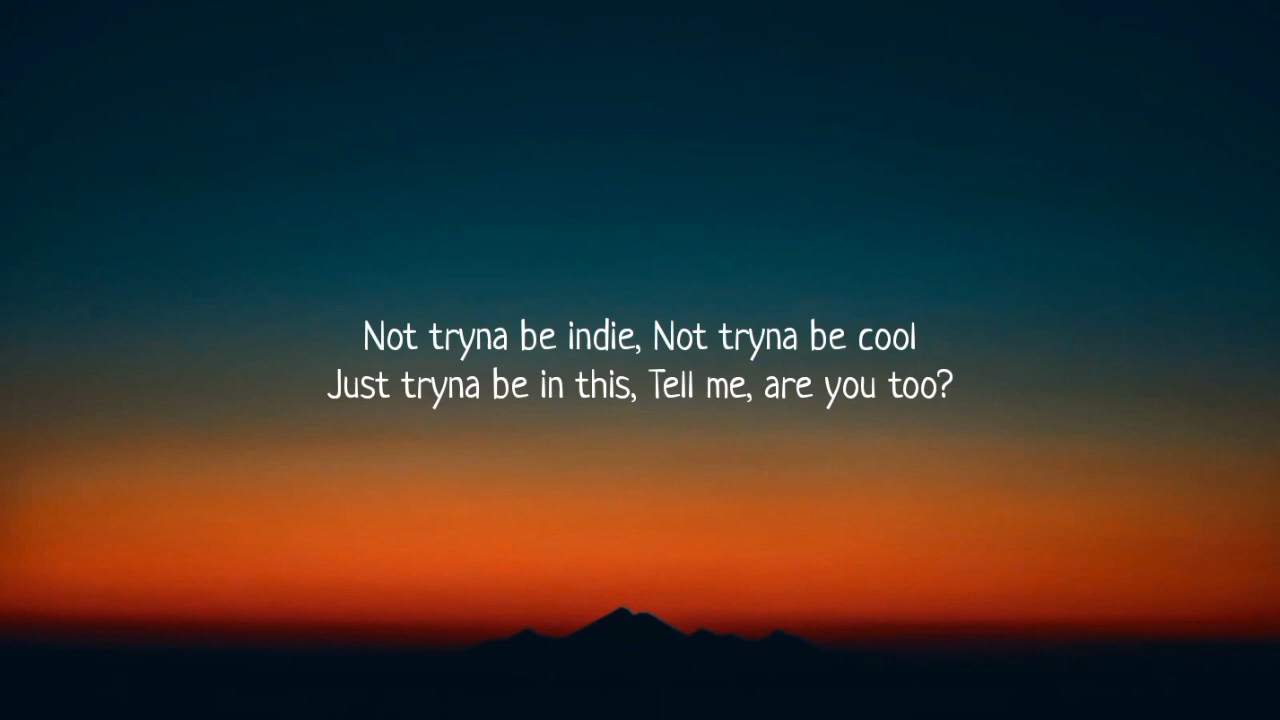 Not tryna be indie, Not tryna be cool
Just tryna be in this, Tell me, are you too?